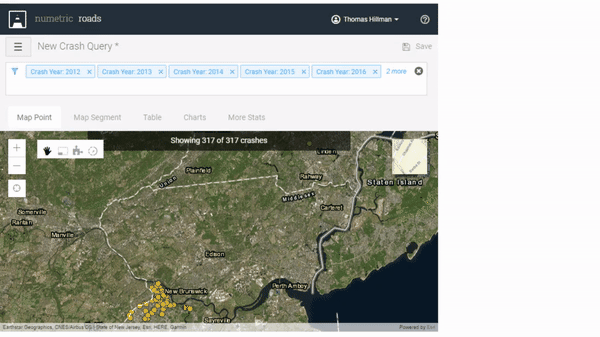 numetric roads
Thomas Hillman
New Crash Query *
Save
Crash Year: 2012 × Crash Year: 2013 × Crash Year: 2014 × Crash Year: 2015 × Crash Year: 2016 × 2 more
Map Point Map Segment Table Charts More Stats
Showing 317 of 317 crashes
Linden
Plainfield
Union
Rahway
Staten Island
Middlesex
Carteret
Somerville
Raritan
Manville
Edison
Perth Amboy
New Brunswick
Sayreville
Earthstar Geographics, CNES/Airbus DS | State of New Jersey, Esri, HERE, Garmin
Powered by Esri